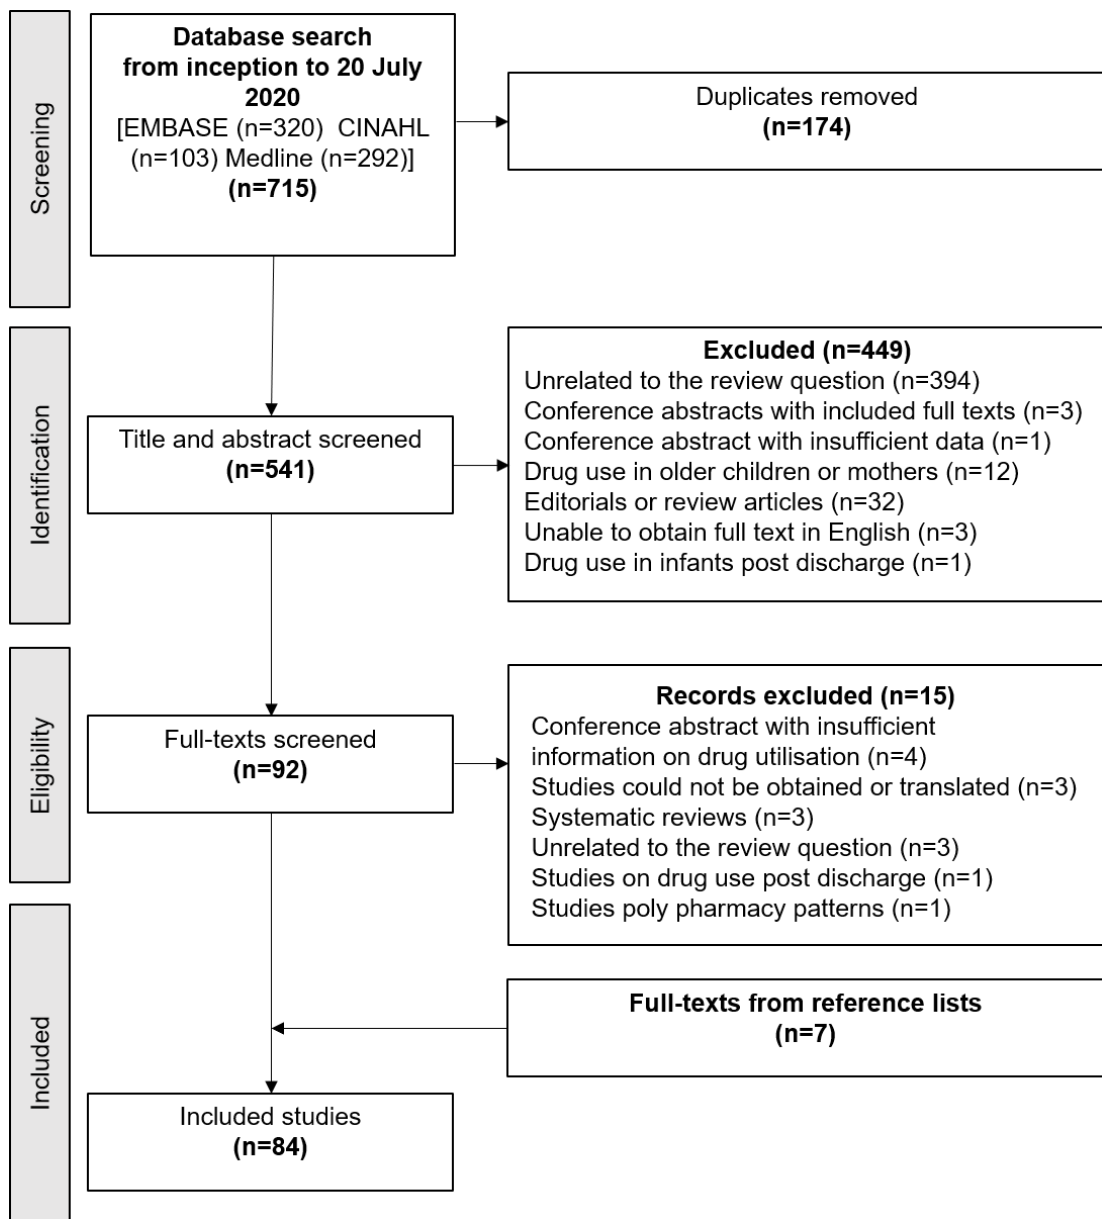 Screening
Database search
from inception to 20 July
2020
[EMBASE (n=320) CINAHL
(n=103) Medline (n=292)]
(n=715)
Duplicates removed
(n=174)
Identification
Title and abstract screened
(n=541)
Excluded (n=449)
Unrelated to the review question (n=394)
Conference abstracts with included full texts (n=3)
Conference abstract with insufficient data (n=1)
Drug use in older children or mothers (n=12)
Editorials or review articles (n=32)
Unable to obtain full text in English (n=3)
Drug use in infants post discharge (n=1)
Eligibility
Full-texts screened
(n=92)
Records excluded (n=15)
Conference abstract with insufficient
information on drug utilisation (n=4)
Studies could not be obtained or translated (n=3)
Systematic reviews (n=3)
Unrelated to the review question (n=3)
Studies on drug use post discharge (n=1)
Studies poly pharmacy patterns (n=1)
Included
Full-texts from reference lists
(n=7)
Included studies
(n=84)